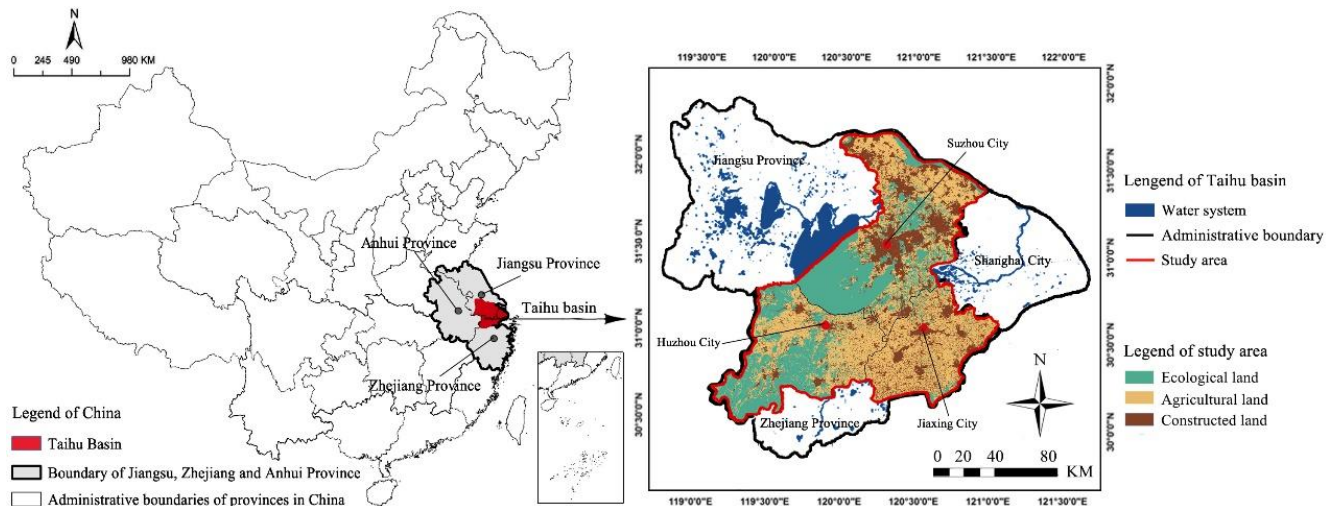 N
0 245 490 980 KM
Anhui Province
Jiangsu Province
Taihu basin
Zhejiang Province
Legend of China
Taihu Basin
Boundary of Jiangsu, Zhejiang and Anhui Province
Administrative boundaries of provinces in China
119°30'0"E 120°0'0"E 120°30'0"E 121°0'0"E 121°30'0"E 122°0'0"E
32°0'0"N
31°30'0"N
31°0'0"N
30°30'0"N
Suzhou City
Jiangsu Province
Shanghai City
Huzhou City
N
Zhejiang Province
Jiaxing City
0 20 40 80
KM
32°0'0"N
31°30'0"N
31°0'0"N
30°30'0"N
30°0'0"N
119°0'0"E 119°30'0"E 120°0'0"E 120°30'0"E 121°0'0"E 121°30'0"E
Lengend of Taihu basin
Water system
Administrative boundary
Study area
Legend of study area
Ecological land
Agricultural land
Constructed land